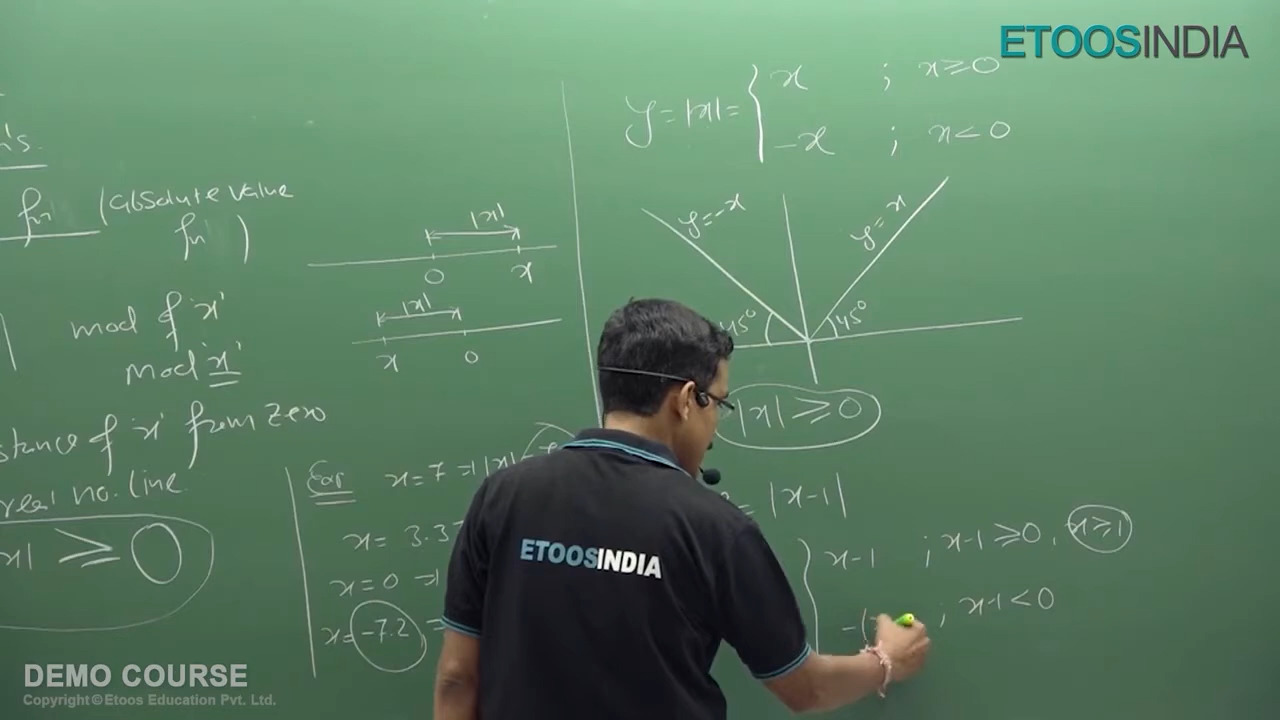 ETOOSINDIA
's.
fn (Absolute value
fn)
mod of 'x'
mod 'x'
stance of 'x' from zero
real no. line
x| ≥ 0
|x|
0 x
|x|
x 0
Ex:
x = 7 ⇒ |x|
x = 3.3
x = 0 ⇒
x = -7.2 =
y = |x| = { x ; x ≥ 0
-x ; x < 0
y = -x
y = x
45°
45°
|x| ≥ 0
= |x-1|
x-1 ; x-1 ≥ 0, x ≥ 1
-( ; x-1 < 0
ETOOSINDIA
DEMO COURSE
Copyright © Etoos Education Pvt. Ltd.